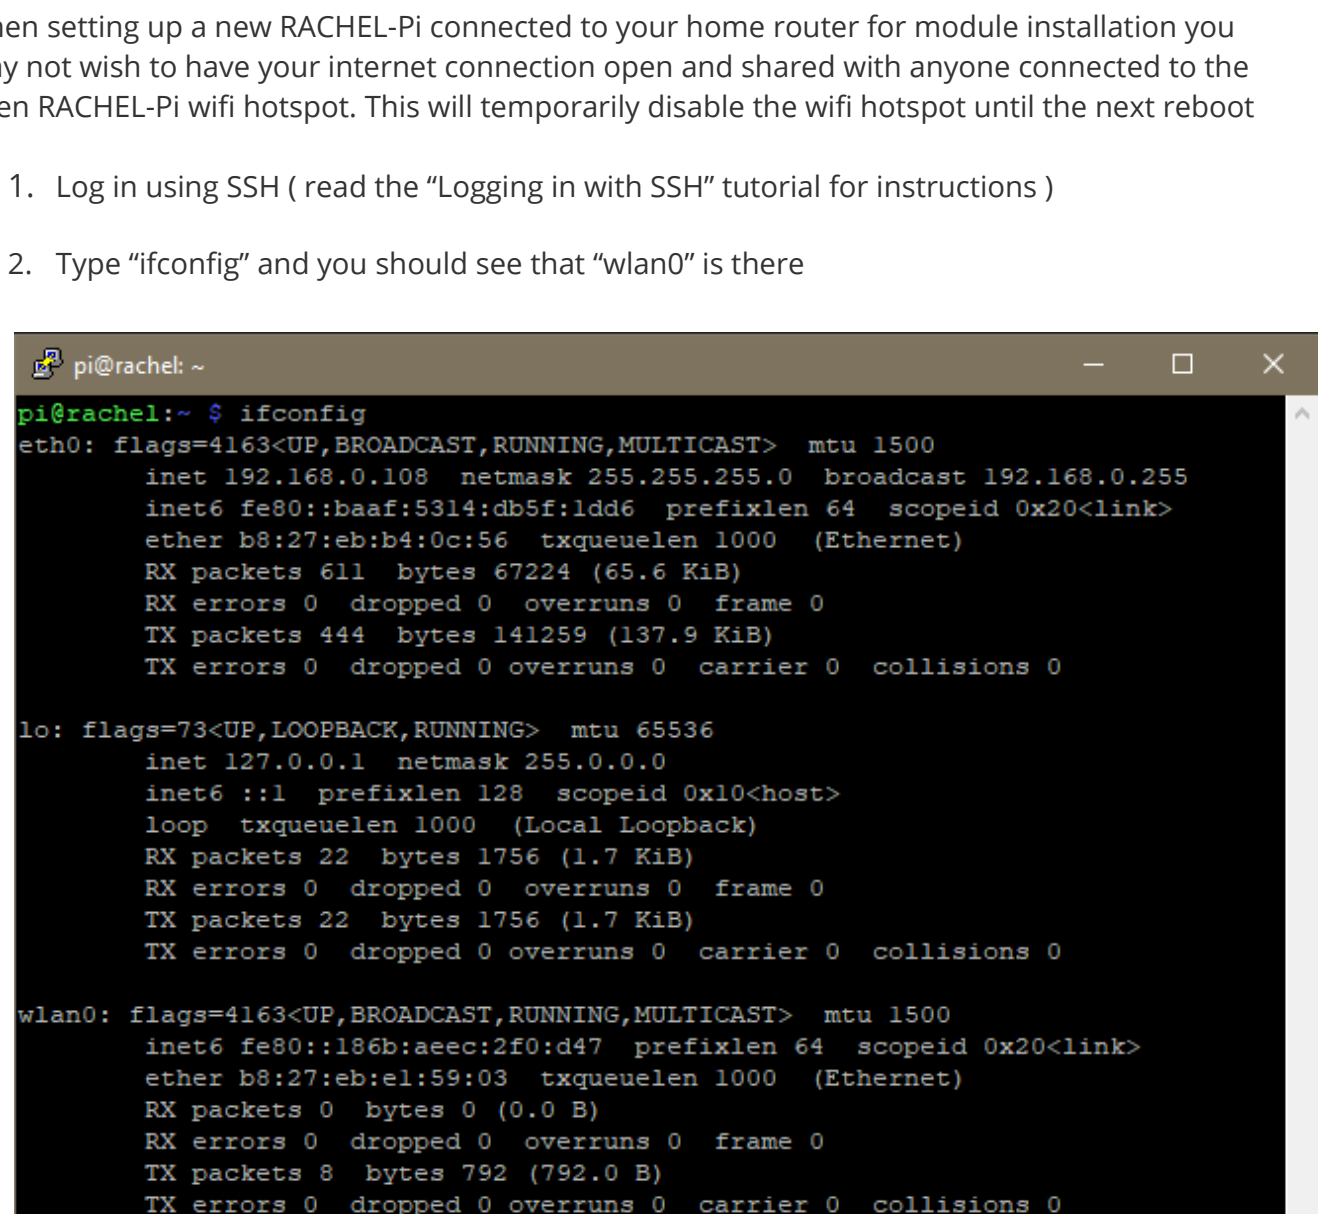 hen setting up a new RACHEL-Pi connected to your home router for module installation you
ay not wish to have your internet connection open and shared with anyone connected to the
en RACHEL-Pi wifi hotspot. This will temporarily disable the wifi hotspot until the next reboot
1. Log in using SSH ( read the “Logging in with SSH” tutorial for instructions )
2. Type “ifconfig” and you should see that “wlan0” is there
pi@rachel: ~
pi@rachel:~ $ ifconfig
eth0: flags=4163<UP,BROADCAST,RUNNING,MULTICAST>  mtu 1500
        inet 192.168.0.108  netmask 255.255.255.0  broadcast 192.168.0.255
        inet6 fe80::baaf:5314:db5f:1dd6  prefixlen 64  scopeid 0x20<link>
        ether b8:27:eb:b4:0c:56  txqueuelen 1000  (Ethernet)
        RX packets 611  bytes 67224 (65.6 KiB)
        RX errors 0  dropped 0  overruns 0  frame 0
        TX packets 444  bytes 141259 (137.9 KiB)
        TX errors 0  dropped 0 overruns 0  carrier 0  collisions 0
lo: flags=73<UP,LOOPBACK,RUNNING>  mtu 65536
        inet 127.0.0.1  netmask 255.0.0.0
        inet6 ::1  prefixlen 128  scopeid 0x10<host>
        loop  txqueuelen 1000  (Local Loopback)
        RX packets 22  bytes 1756 (1.7 KiB)
        RX errors 0  dropped 0  overruns 0  frame 0
        TX packets 22  bytes 1756 (1.7 KiB)
        TX errors 0  dropped 0 overruns 0  carrier 0  collisions 0
wlan0: flags=4163<UP,BROADCAST,RUNNING,MULTICAST>  mtu 1500
        inet6 fe80::186b:aeec:2f0:d47  prefixlen 64  scopeid 0x20<link>
        ether b8:27:eb:e1:59:03  txqueuelen 1000  (Ethernet)
        RX packets 0  bytes 0 (0.0 B)
        RX errors 0  dropped 0  overruns 0  frame 0
        TX packets 8  bytes 792 (792.0 B)
        TX errors 0  dropped 0 overruns 0  carrier 0  collisions 0